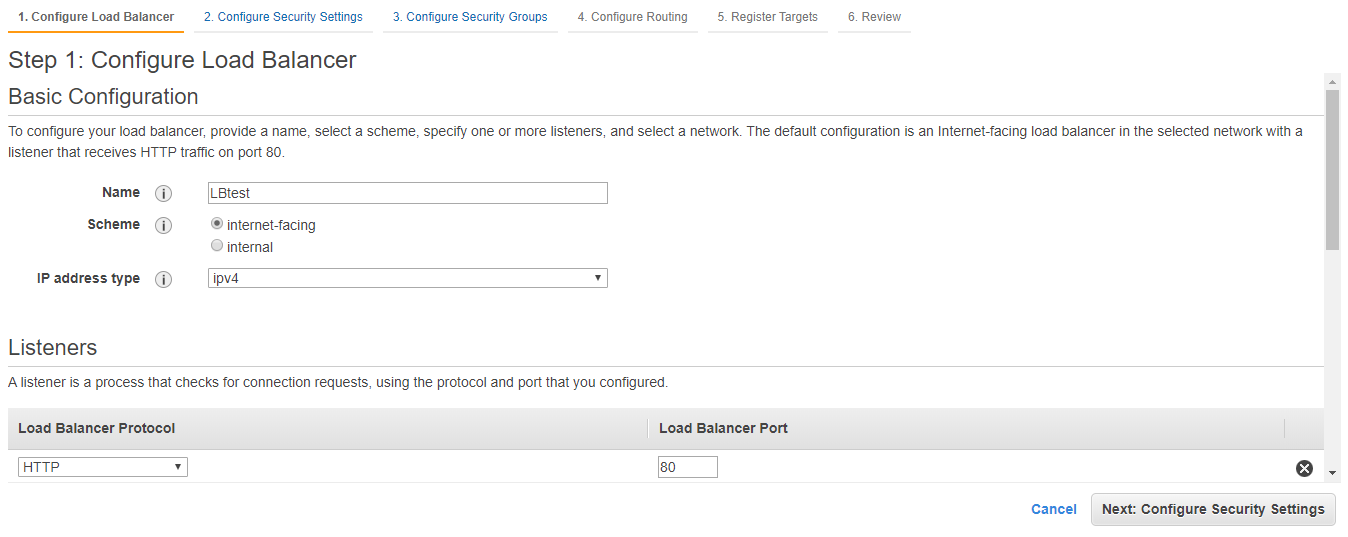 1. Configure Load Balancer 2. Configure Security Settings 3. Configure Security Groups 4. Configure Routing 5. Register Targets 6. Review
Step 1: Configure Load Balancer
Basic Configuration
To configure your load balancer, provide a name, select a scheme, specify one or more listeners, and select a network. The default configuration is an Internet-facing load balancer in the selected network with a
listener that receives HTTP traffic on port 80.
Name i LBtest
Scheme i internet-facing
internal
IP address type i ipv4
Listeners
A listener is a process that checks for connection requests, using the protocol and port that you configured.
Load Balancer Protocol Load Balancer Port
HTTP 80
Cancel Next: Configure Security Settings